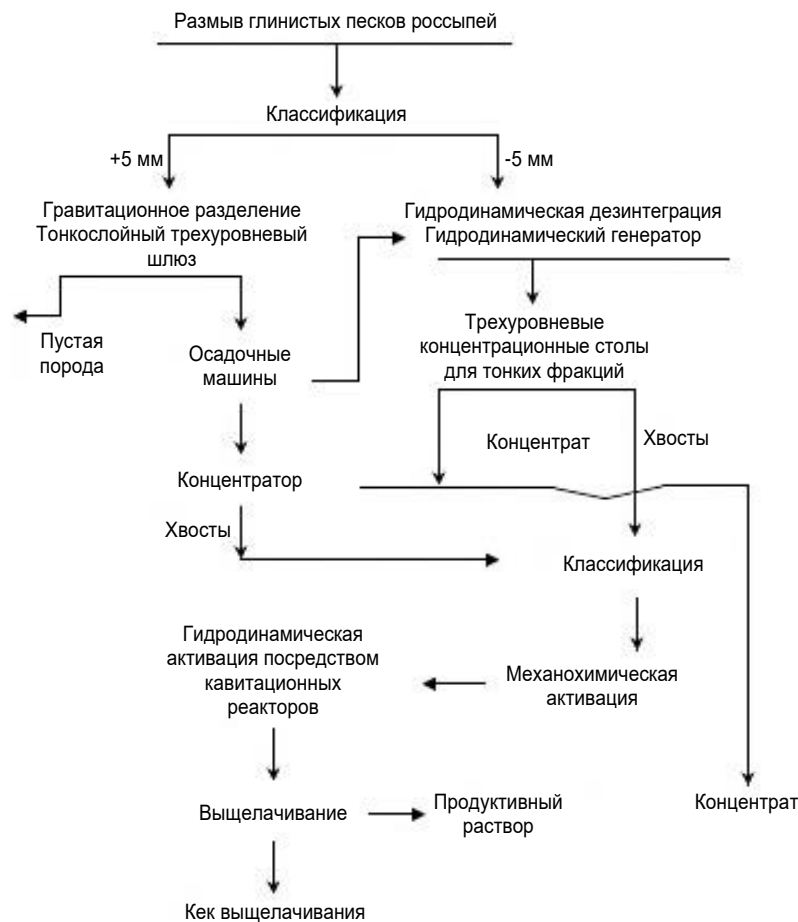 Размыв глинистых песков россыпей
Классификация
+5 мм
-5 мм
Гравитационное разделение
Тонкослойный трехуровневый
шлюз
Гидродинамическая дезинтеграция
Гидродинамический генератор
Пустая
порода
Осадочные
машины
Трехуровневые
концентрационные столы
для тонких фракций
Концентрат
Хвосты
Концентратор
Хвосты
Классификация
Гидродинамическая
активация посредством
кавитационных
реакторов
Механохимическая
активация
Выщелачивание
Продуктивный
раствор
Концентрат
Кек выщелачивания